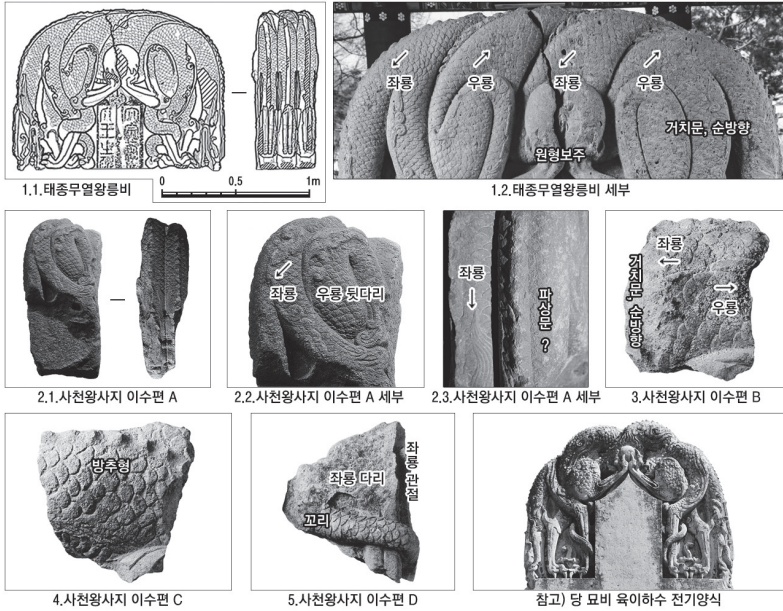 1.1.태종무열왕릉비
0 0.5 1m
좌룡
우룡
좌룡
우룡
거치문, 순방향
원형보주
1.2.태종무열왕릉비 세부
2.1.사천왕사지 이수편 A
좌룡
우룡 뒷다리
2.2.사천왕사지 이수편 A 세부
좌룡
파상문 ?
2.3.사천왕사지 이수편 A 세부
좌룡
우룡
거치문, 순방향
3.사천왕사지 이수편 B
방추형
4.사천왕사지 이수편 C
좌룡 다리
좌룡 관절
꼬리
5.사천왕사지 이수편 D
참고) 당 묘비 육이하수 전기양식